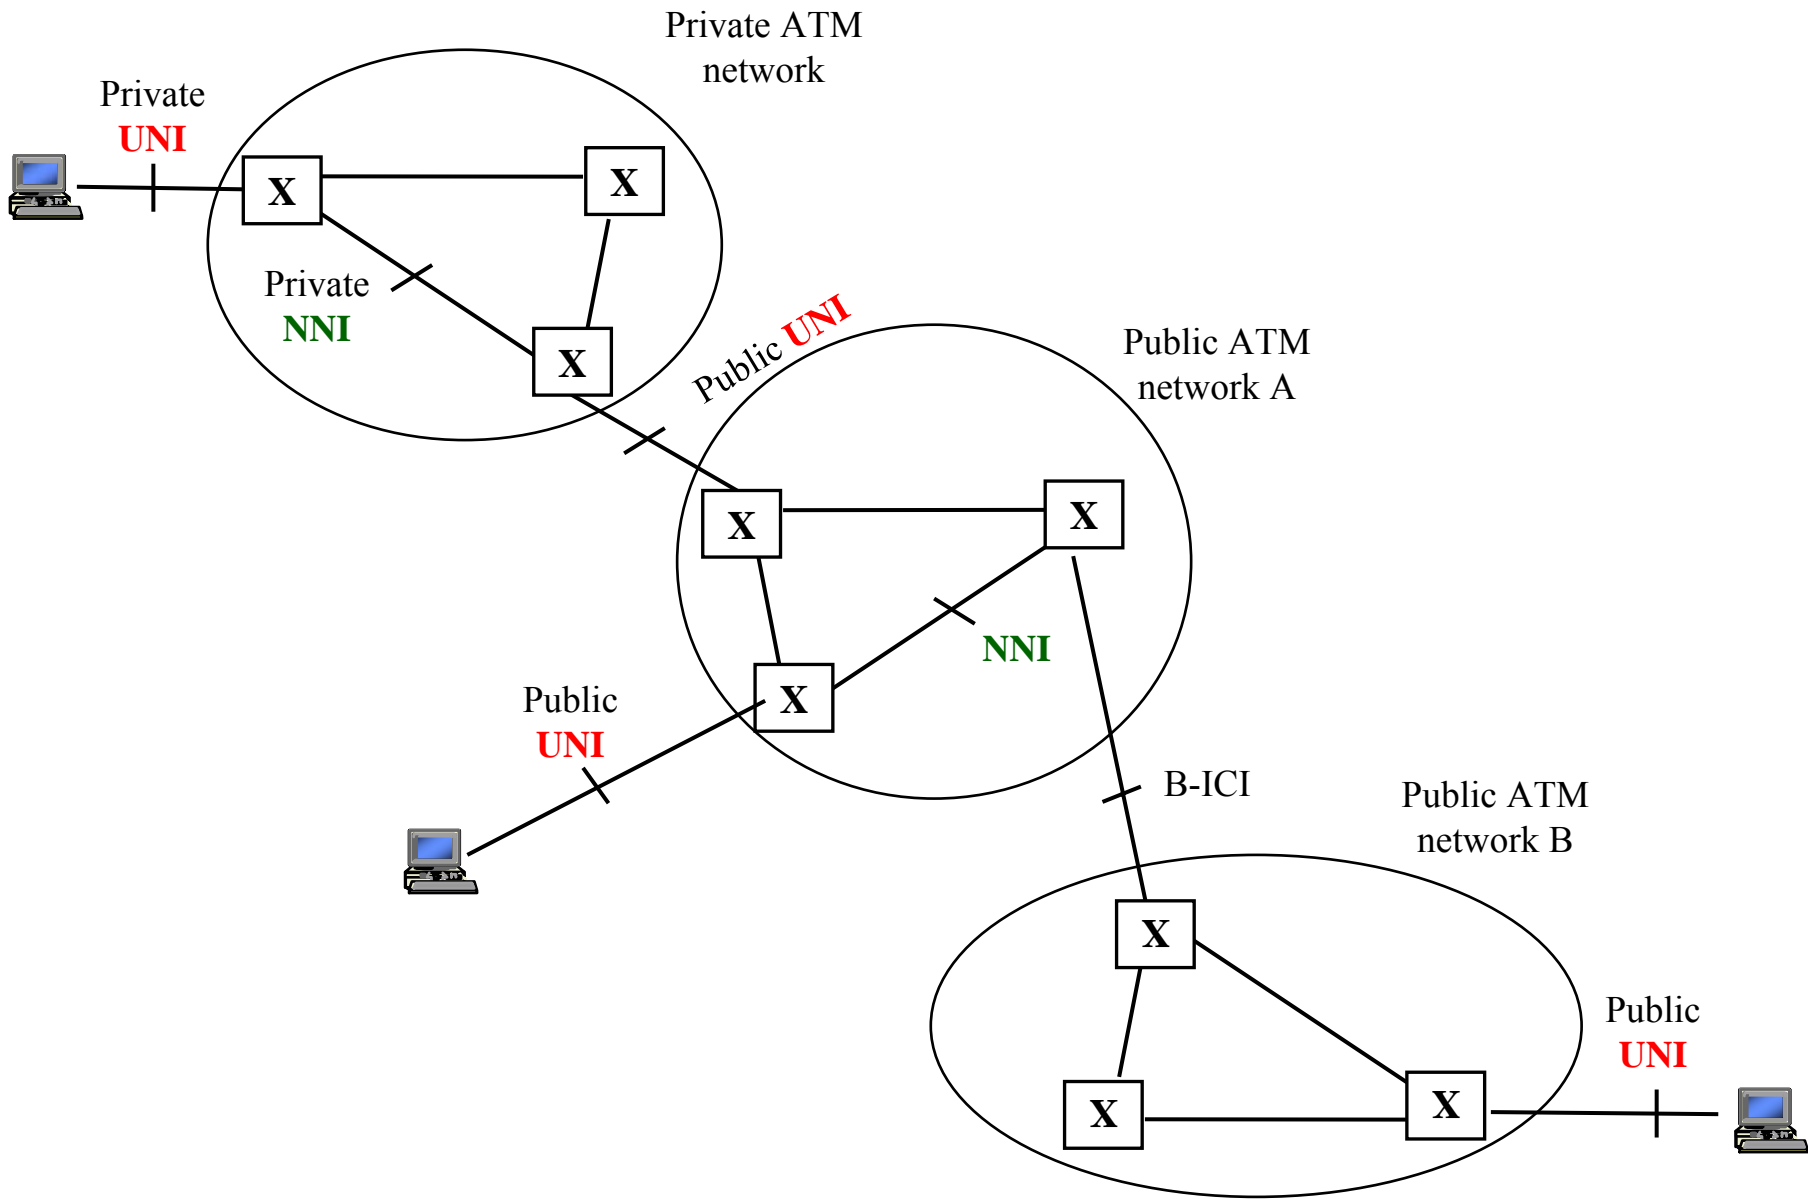 Private ATM
network
Private
UNI
X
X
Private
NNI
X
Public UNI
Public ATM
network A
X
X
NNI
X
Public
UNI
B-ICI
Public ATM
network B
X
Public
UNI
X
X